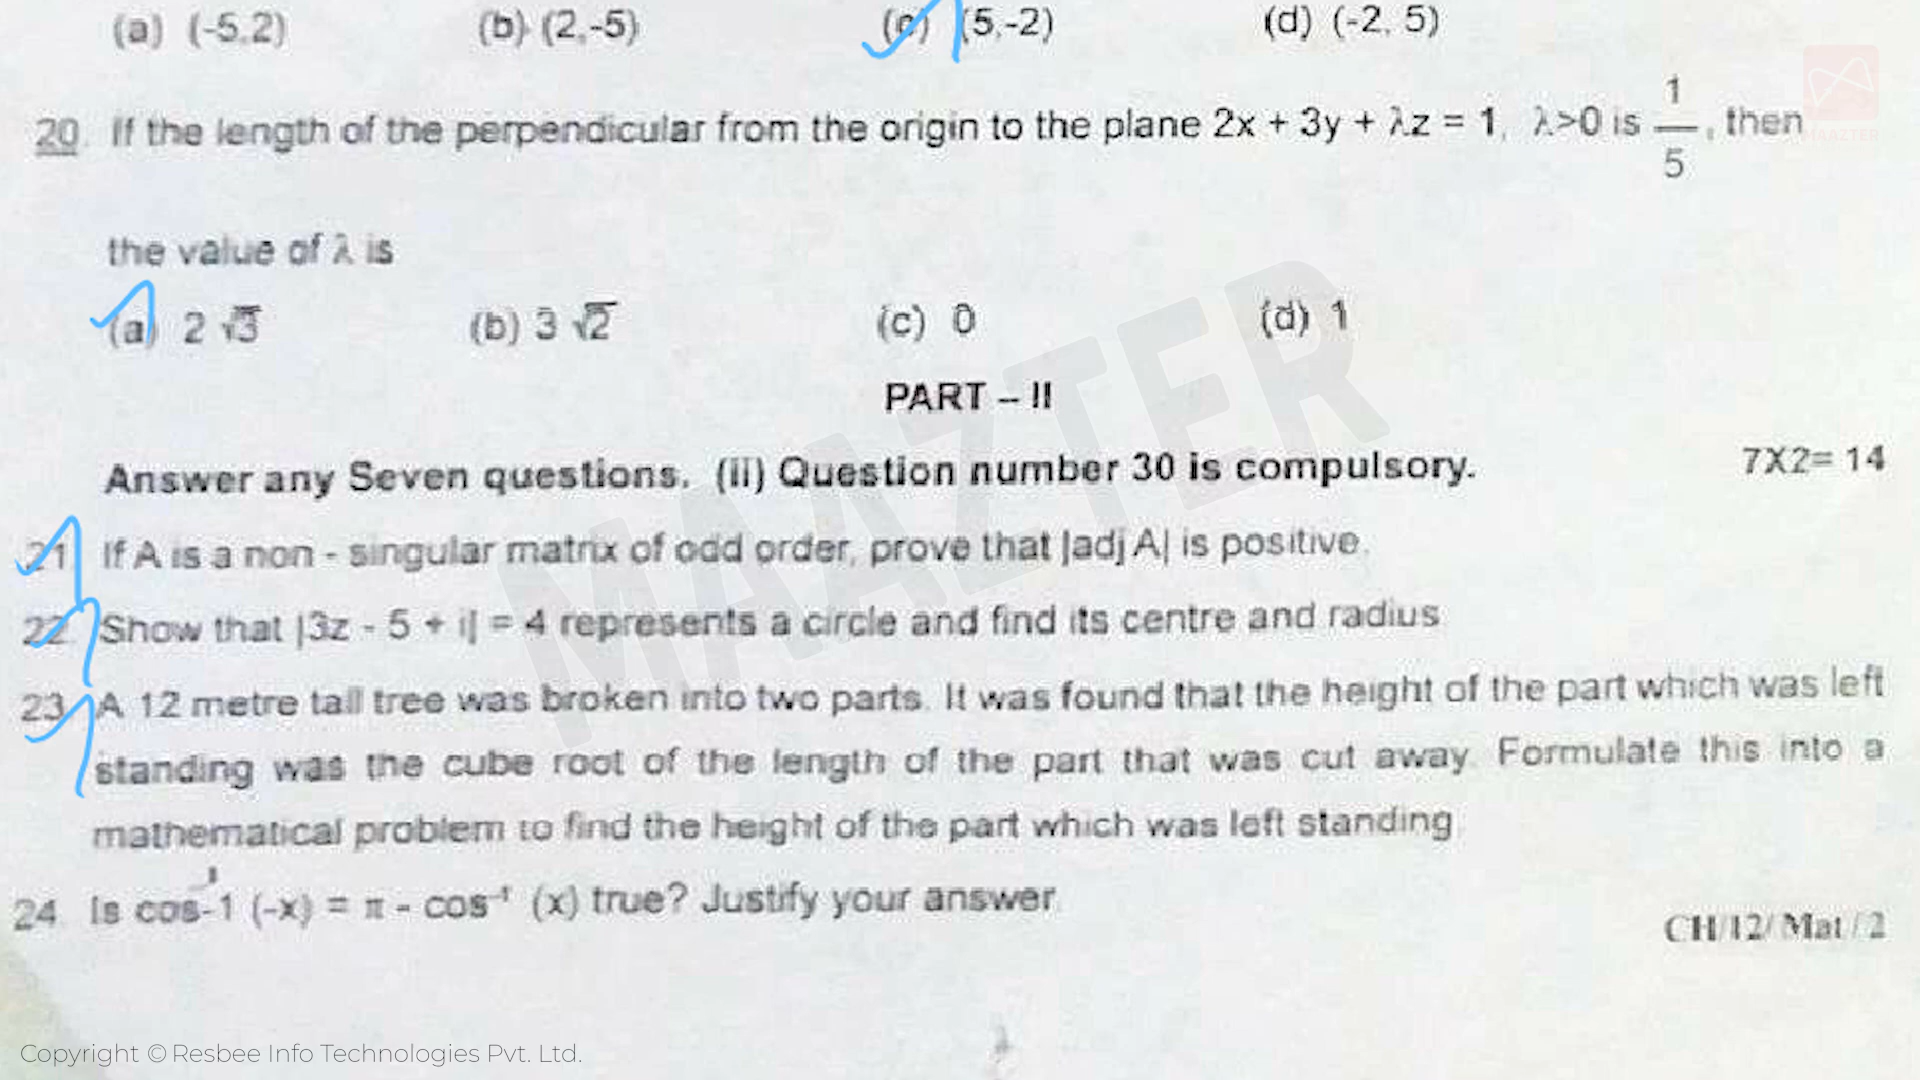 (a) (-5,2) (b) (2,-5) (c) (5,-2) (d) (-2, 5)
20. If the length of the perpendicular from the origin to the plane 2x + 3y + λz = 1, λ>0 is 1/5, then
MAAZTER
the value of λ is
(a) 2 √3 (b) 3 √2 (c) 0 (d) 1
PART – II
Answer any Seven questions. (ii) Question number 30 is compulsory. 7X2= 14
21. If A is a non - singular matrix of odd order, prove that |adj A| is positive.
22. Show that |3z - 5 + i| = 4 represents a circle and find its centre and radius.
23. A 12 metre tall tree was broken into two parts. It was found that the height of the part which was left
standing was the cube root of the length of the part that was cut away. Formulate this into a
mathematical problem to find the height of the part which was left standing.
24. Is cos-1 (-x) = π - cos⁻¹ (x) true? Justify your answer.
CH/12/ Mat / 2
MAAZTER
Copyright © Resbee Info Technologies Pvt. Ltd.